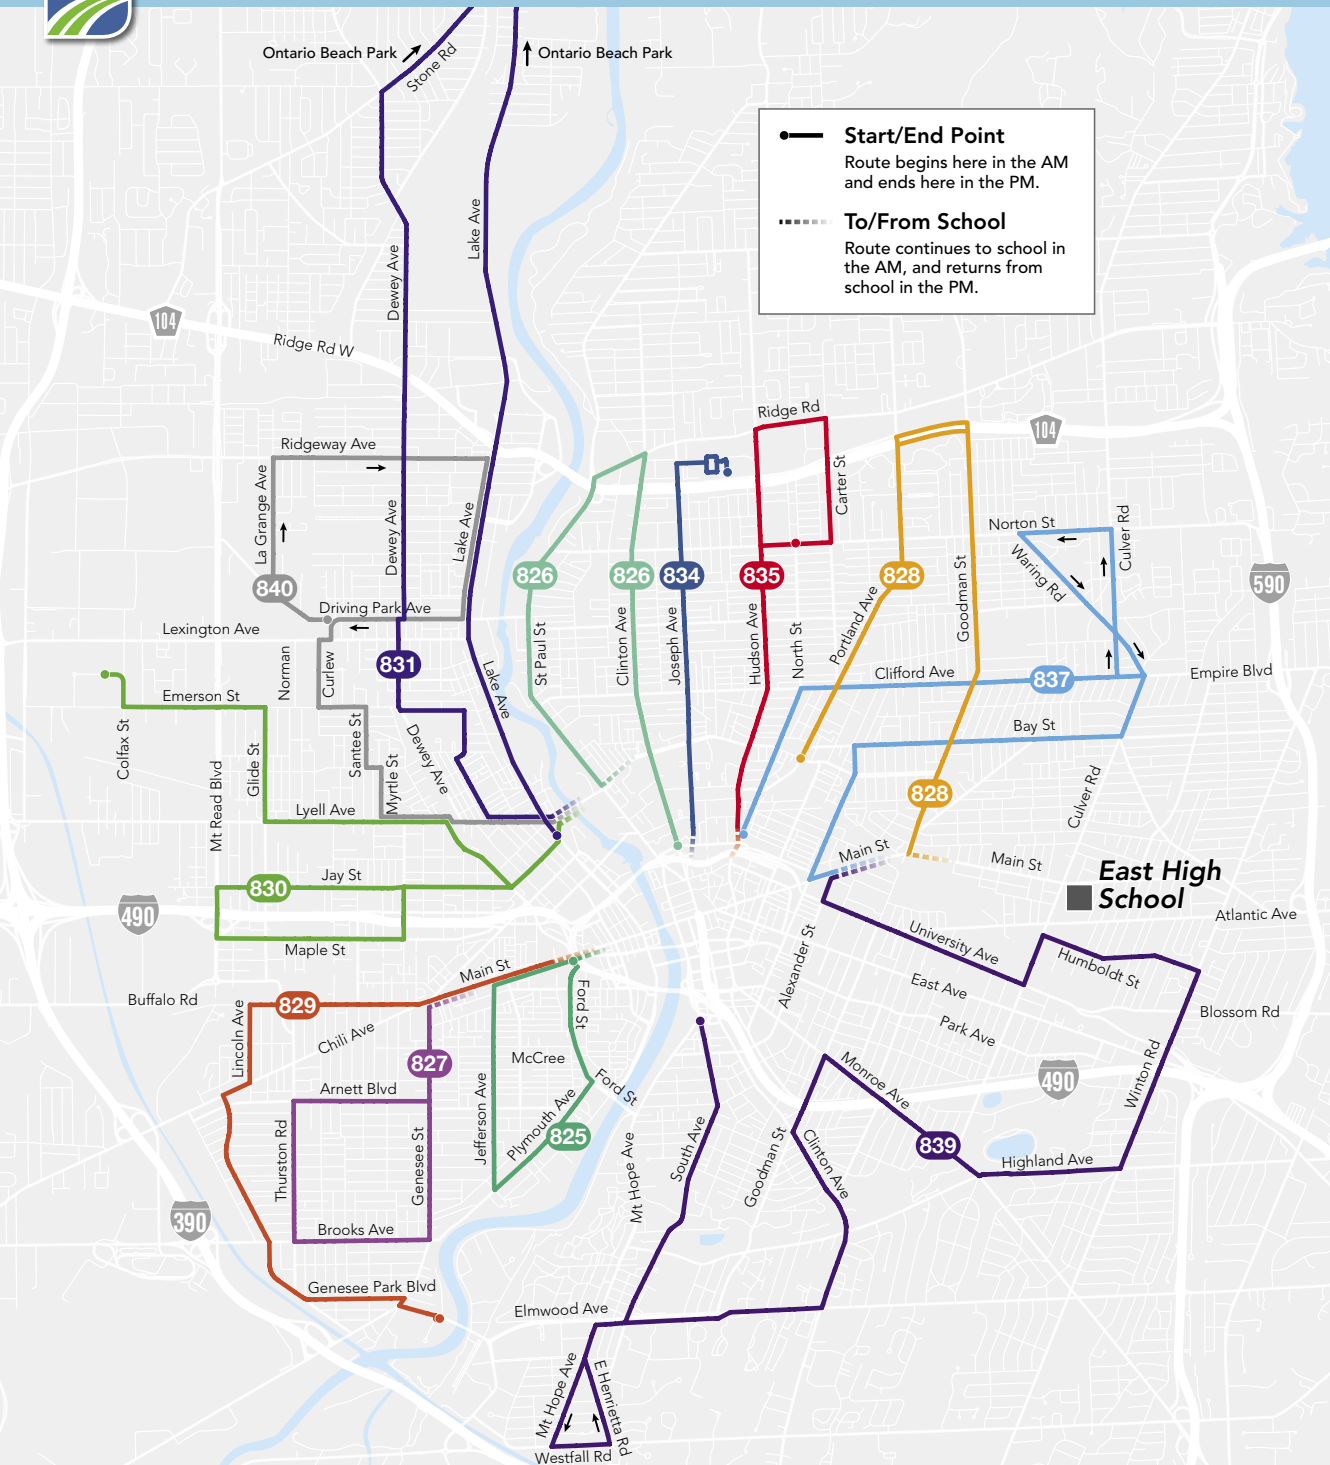 Ontario Beach Park
Stone Rd
Ontario Beach Park
Start/End Point
Route begins here in the AM
and ends here in the PM.
To/From School
Route continues to school in
the AM, and returns from
school in the PM.
Lake Ave
Dewey Ave
104
Ridge Rd W
Ridge Rd
104
Ridgeway Ave
La Grange Ave
Dewey Ave
Lake Ave
Carter St
Norton St
Culver Rd
Waring Rd
590
840
826
826
834
835
828
Goodman St
Driving Park Ave
Lexington Ave
Norman
Curlew
831
St Paul St
Clinton Ave
Joseph Ave
Hudson Ave
North St
Portland Ave
Clifford Ave
837
Empire Blvd
Emerson St
Lake Ave
Colfax St
Glide St
Santee St
Dewey Ave
Bay St
Mt Read Blvd
Myrtle St
Lyell Ave
828
Culver Rd
Main St
Main St
East High
School
Jay St
830
490
Maple St
Atlantic Ave
University Ave
Humboldt St
Alexander St
East Ave
Park Ave
Blossom Rd
Main St
Buffalo Rd
829
Lincoln Ave
Chili Ave
Ford St
827
McCree
Arnett Blvd
Ford St
Jefferson Ave
Plymouth Ave
825
Thurston Rd
Genesee St
Brooks Ave
390
Genesee Park Blvd
Monroe Ave
490
Winton Rd
839
Highland Ave
Mt Hope Ave
South Ave
Goodman St
Clinton Ave
Elmwood Ave
Mt Hope Ave
E Henrietta Rd
Westfall Rd